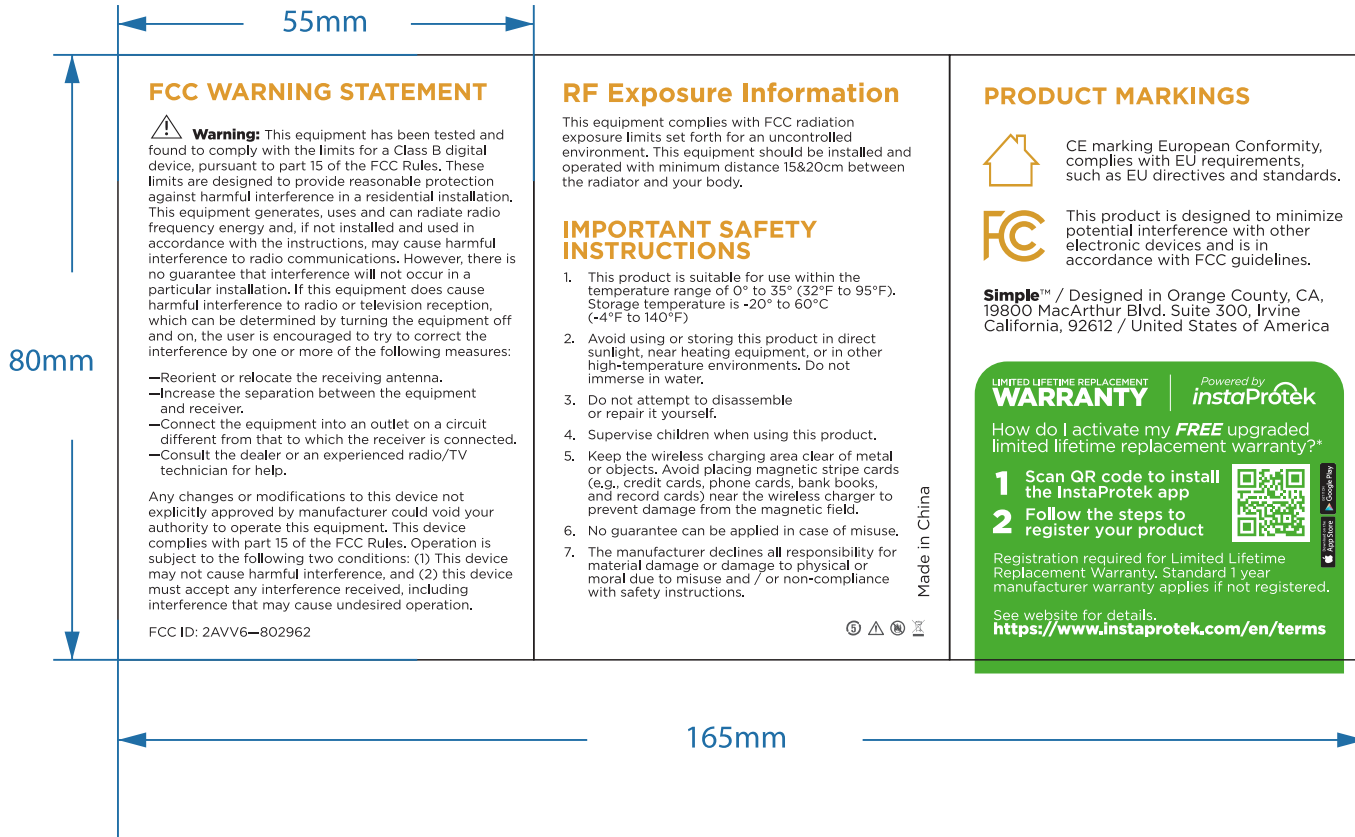 55mm
80mm
165mm
FCC WARNING STATEMENT
Warning: This equipment has been tested and
found to comply with the limits for a Class B digital
device, pursuant to part 15 of the FCC Rules. These
limits are designed to provide reasonable protection
against harmful interference in a residential installation.
This equipment generates, uses and can radiate radio
frequency energy and, if not installed and used in
accordance with the instructions, may cause harmful
interference to radio communications. However, there is
no guarantee that interference will not occur in a
particular installation. If this equipment does cause
harmful interference to radio or television reception,
which can be determined by turning the equipment off
and on, the user is encouraged to try to correct the
interference by one or more of the following measures:
—Reorient or relocate the receiving antenna.
—Increase the separation between the equipment
and receiver.
—Connect the equipment into an outlet on a circuit
different from that to which the receiver is connected.
—Consult the dealer or an experienced radio/TV
technician for help.
Any changes or modifications to this device not
explicitly approved by manufacturer could void your
authority to operate this equipment. This device
complies with part 15 of the FCC Rules. Operation is
subject to the following two conditions: (1) This device
may not cause harmful interference, and (2) this device
must accept any interference received, including
interference that may cause undesired operation.
FCC ID: 2AVV6—802962
RF Exposure Information
This equipment complies with FCC radiation
exposure limits set forth for an uncontrolled
environment. This equipment should be installed and
operated with minimum distance 15&20cm between
the radiator and your body.
IMPORTANT SAFETY
INSTRUCTIONS
1. This product is suitable for use within the
temperature range of 0° to 35° (32°F to 95°F).
Storage temperature is -20° to 60°C
(-4°F to 140°F)
2. Avoid using or storing this product in direct
sunlight, near heating equipment, or in other
high-temperature environments. Do not
immerse in water.
3. Do not attempt to disassemble
or repair it yourself.
4. Supervise children when using this product.
5. Keep the wireless charging area clear of metal
or objects. Avoid placing magnetic stripe cards
(e.g., credit cards, phone cards, bank books,
and record cards) near the wireless charger to
prevent damage from the magnetic field.
6. No guarantee can be applied in case of misuse.
7. The manufacturer declines all responsibility for
material damage or damage to physical or
moral due to misuse and / or non-compliance
with safety instructions.
Made in China
5
PRODUCT MARKINGS
CE marking European Conformity,
complies with EU requirements,
such as EU directives and standards.
FCC
This product is designed to minimize
potential interference with other
electronic devices and is in
accordance with FCC guidelines.
Simple™ / Designed in Orange County, CA,
19800 MacArthur Blvd. Suite 300, Irvine
California, 92612 / United States of America
LIMITED LIFETIME REPLACEMENT
WARRANTY
Powered by
instaProtek
How do I activate my FREE upgraded
limited lifetime replacement warranty?*
1 Scan QR code to install
the InstaProtek app
2 Follow the steps to
register your product
Google Play
Download on the
App Store
Registration required for Limited Lifetime
Replacement Warranty. Standard 1 year
manufacturer warranty applies if not registered.
See website for details.
https://www.instaprotek.com/en/terms